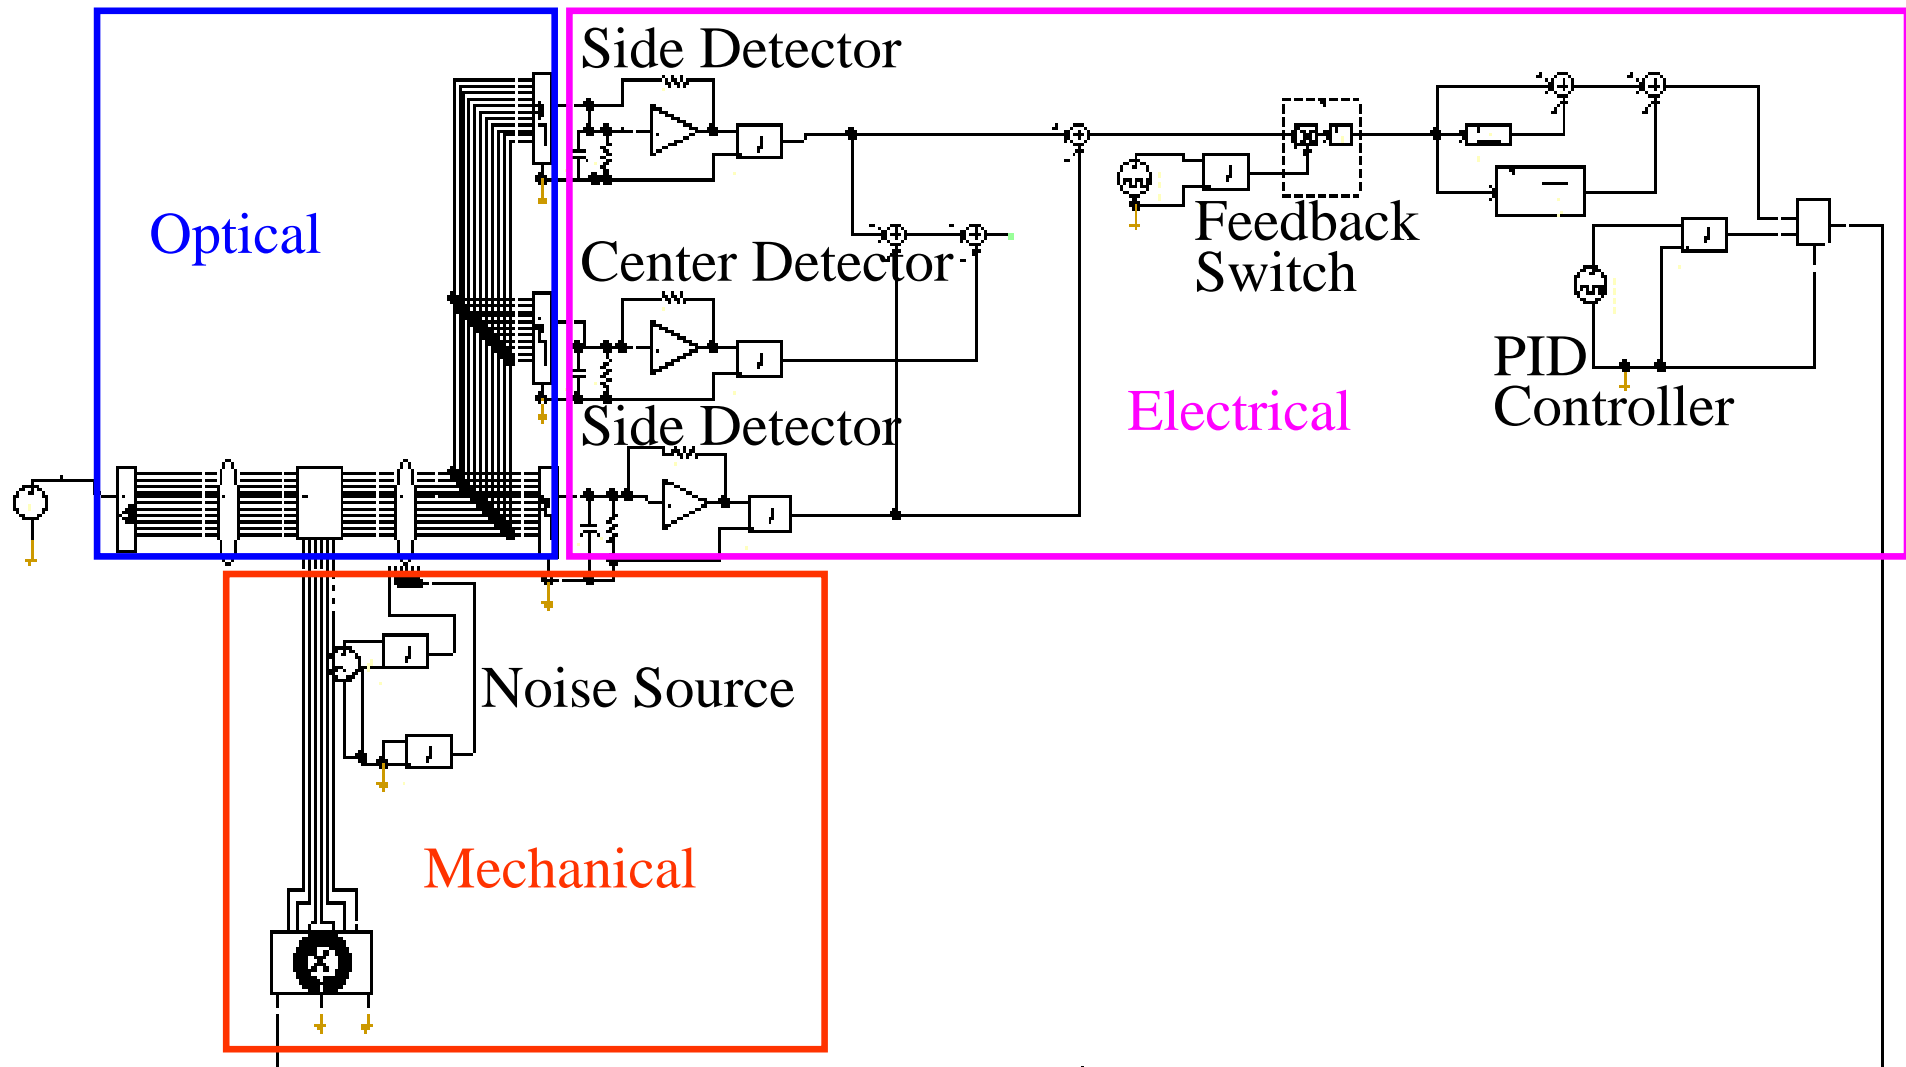 Side Detector
Optical
Feedback
Switch
Center Detector
PID
Controller
Electrical
Side Detector
Noise Source
Mechanical